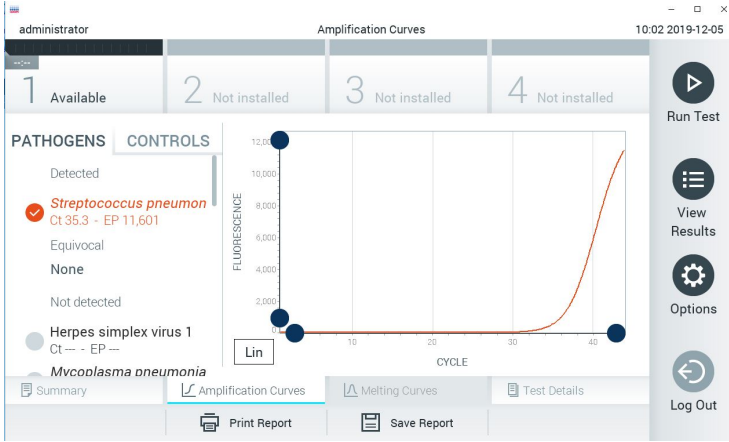 administrator
Amplification Curves
10:02 2019-12-05
--:--
1 Available
2 Not installed
3 Not installed
4 Not installed
Run Test
View
Results
Options
Log Out
PATHOGENS
CONTROLS
Detected
Streptococcus pneumon
Ct 35.3 - EP 11,601
Equivocal
None
Not detected
Herpes simplex virus 1
Ct --- - EP ---
Mycoplasma pneumonia
FLUORESCENCE
10,000
8,000
6,000
4,000
2,000
0
10
20
30
40
CYCLE
Lin
Summary
Amplification Curves
Melting Curves
Test Details
Print Report
Save Report